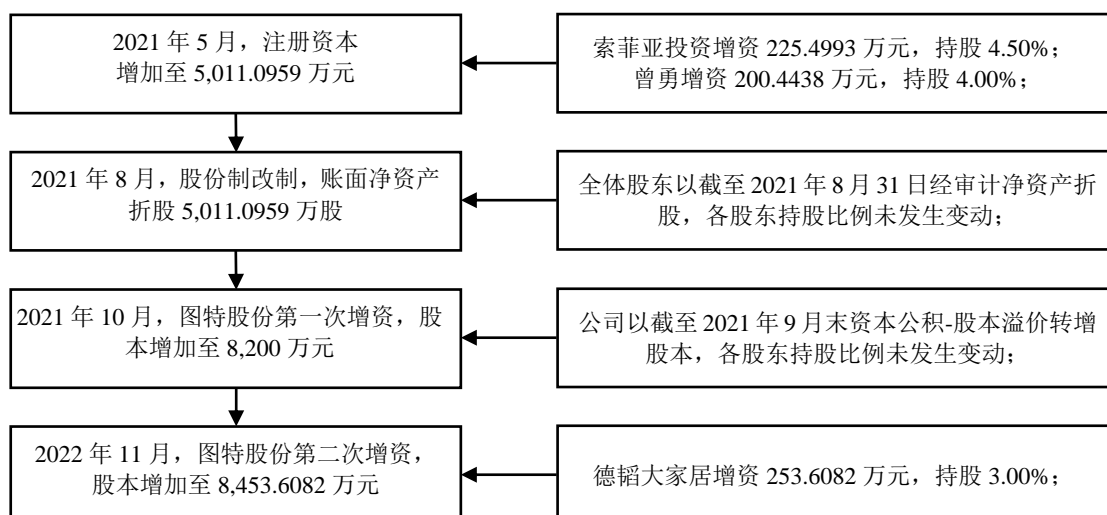 2021 年 5 月，注册资本
增加至 5,011.0959 万元
索菲亚投资增资 225.4993 万元，持股 4.50%；
曾勇增资 200.4438 万元，持股 4.00%；
2021 年 8 月，股份制改制，账面净资产
折股 5,011.0959 万股
全体股东以截至 2021 年 8 月 31 日经审计净资产折
股，各股东持股比例未发生变动；
2021 年 10 月，图特股份第一次增资，股
本增加至 8,200 万元
公司以截至 2021 年 9 月末资本公积-股本溢价转增
股本，各股东持股比例未发生变动；
2022 年 11 月，图特股份第二次增资，
股本增加至 8,453.6082 万元
德韬大家居增资 253.6082 万元，持股 3.00%；